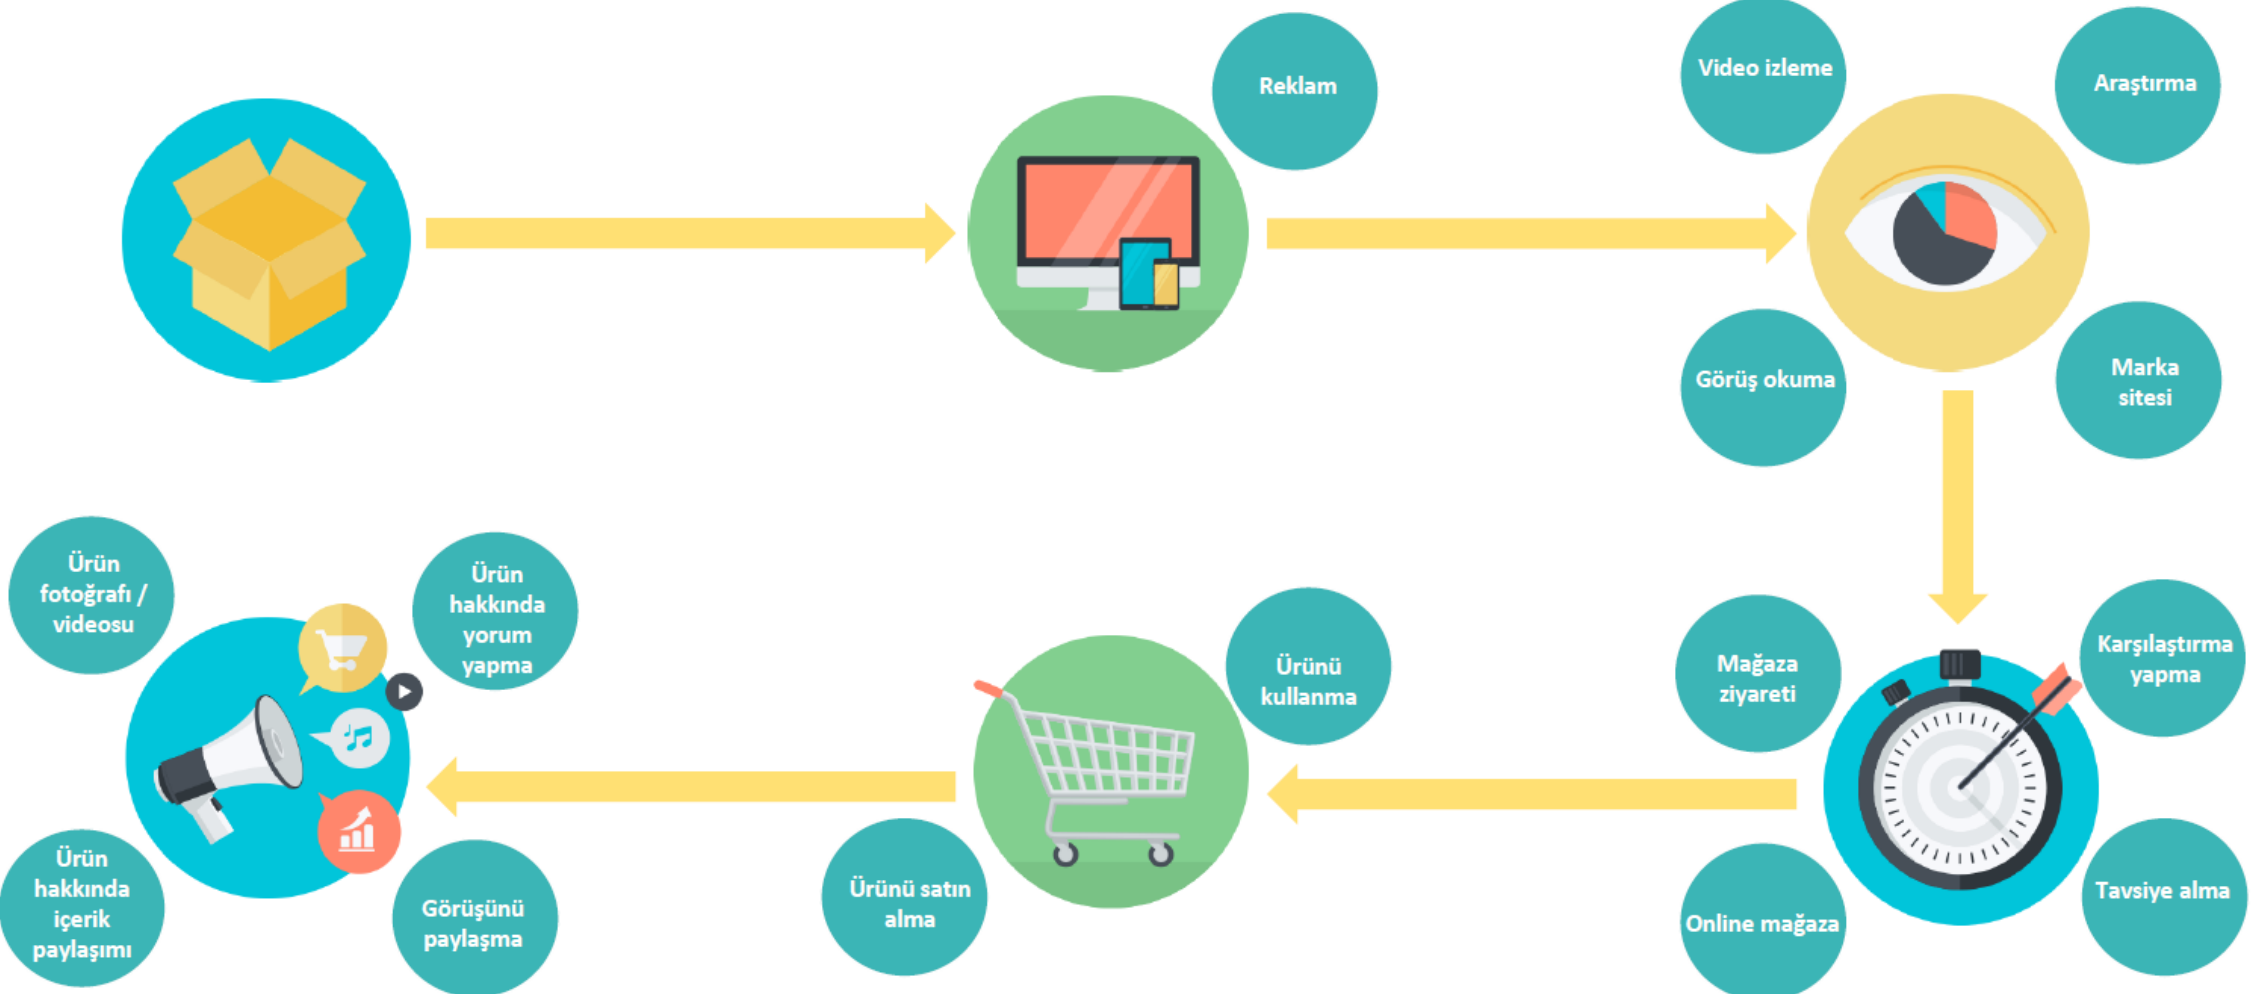 Reklam
Video izleme
Araştırma
Görüş okuma
Marka
sitesi
Mağaza
ziyareti
Karşılaştırma
yapma
Online mağaza
Tavsiye alma
Ürünü
kullanma
Ürünü satın
alma
Ürün
fotoğrafı /
videosu
Ürün
hakkında
yorum
yapma
Ürün
hakkında
içerik
paylaşımı
Görüşünü
paylaşma